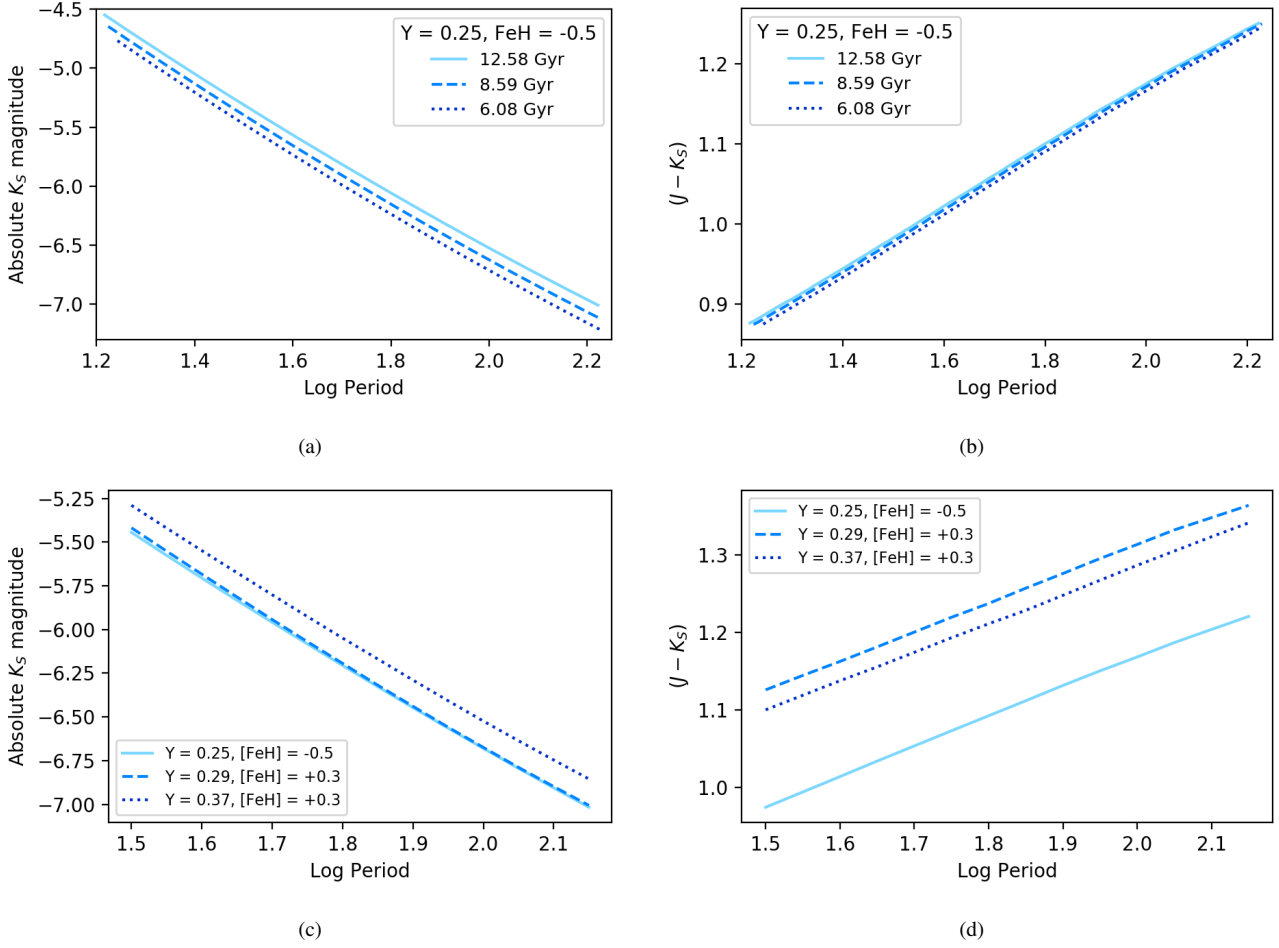 Absolute K_S magnitude
−4.5
−5.0
−5.5
−6.0
−6.5
−7.0
Y = 0.25, FeH = -0.5
12.58 Gyr
8.59 Gyr
6.08 Gyr
1.2 1.4 1.6 1.8 2.0 2.2
Log Period
(a)
(J − K_S)
1.2
1.1
1.0
0.9
Y = 0.25, FeH = -0.5
12.58 Gyr
8.59 Gyr
6.08 Gyr
1.2 1.4 1.6 1.8 2.0 2.2
Log Period
(b)
Absolute K_S magnitude
−5.25
−5.50
−5.75
−6.00
−6.25
−6.50
−6.75
−7.00
Y = 0.25, [FeH] = -0.5
Y = 0.29, [FeH] = +0.3
Y = 0.37, [FeH] = +0.3
1.5 1.6 1.7 1.8 1.9 2.0 2.1
Log Period
(c)
(J − K_S)
1.3
1.2
1.1
1.0
Y = 0.25, [FeH] = -0.5
Y = 0.29, [FeH] = +0.3
Y = 0.37, [FeH] = +0.3
1.5 1.6 1.7 1.8 1.9 2.0 2.1
Log Period
(d)